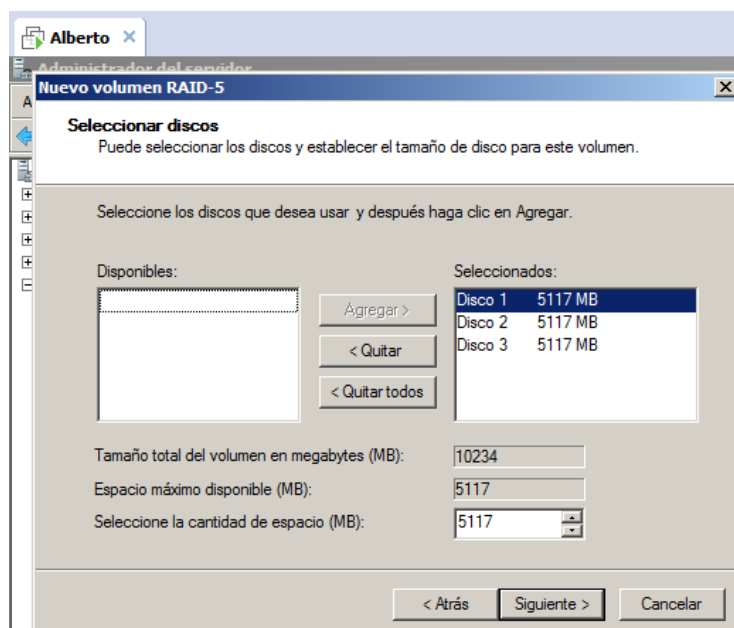 Alberto
Administrador del servidor
A
Nuevo volumen RAID-5
Seleccionar discos
Puede seleccionar los discos y establecer el tamaño de disco para este volumen.
Seleccione los discos que desea usar y después haga clic en Agregar.
Disponibles:
Seleccionados:
Agregar >
< Quitar
< Quitar todos
Disco 1 5117 MB
Disco 2 5117 MB
Disco 3 5117 MB
Tamaño total del volumen en megabytes (MB): 10234
Espacio máximo disponible (MB): 5117
Seleccione la cantidad de espacio (MB): 5117
< Atrás Siguiente > Cancelar